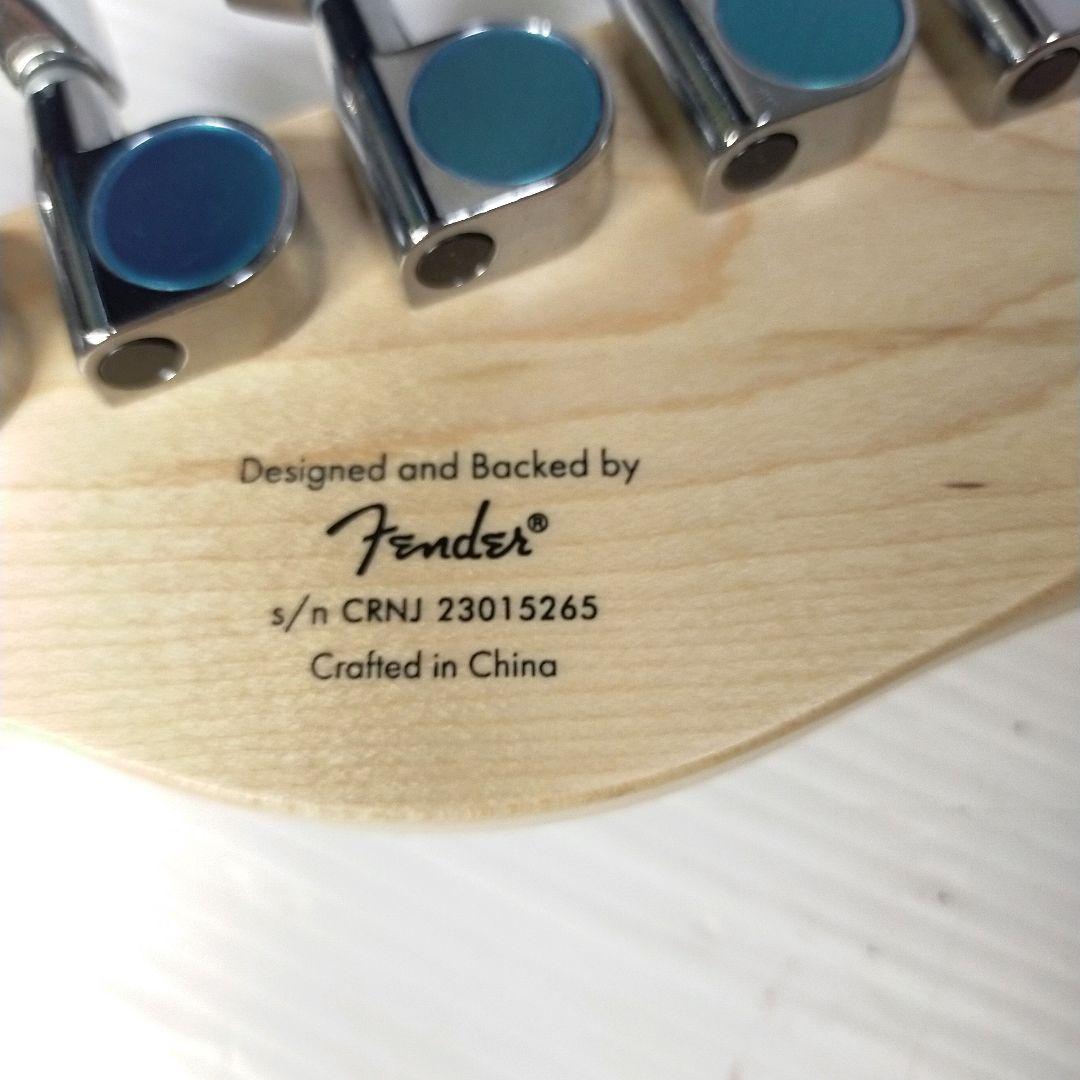 Designed and Backed by
Fender®
s/n CRNJ 23015265
Crafted in China